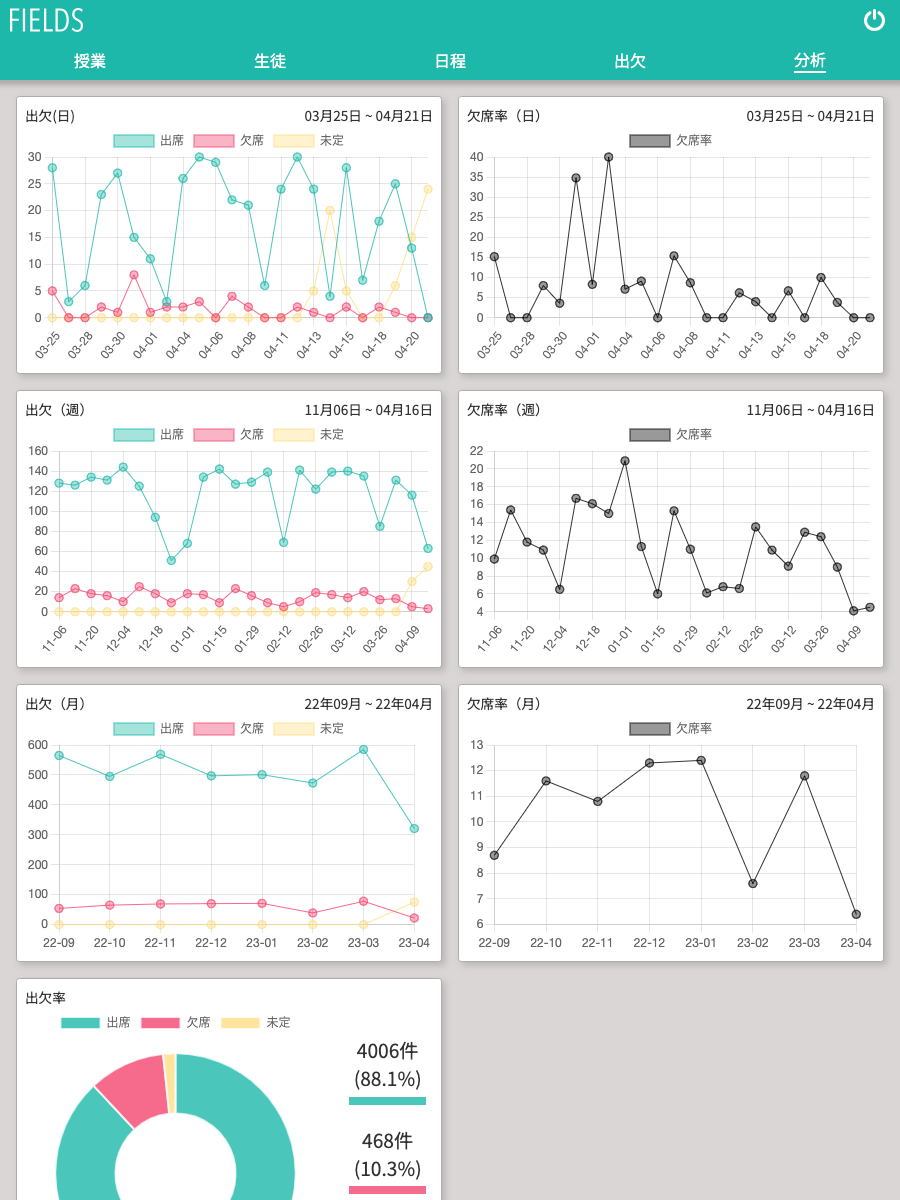 FIELDS
授業 生徒 日程 出欠 分析
出欠(日) 03月25日 ~ 04月21日
出席 欠席 未定
30
25
20
15
10
5
0
03-25 03-28 03-30 04-01 04-04 04-06 04-08 04-11 04-13 04-15 04-18 04-20
欠席率（日） 03月25日 ~ 04月21日
欠席率
40
35
30
25
20
15
10
5
0
03-25 03-28 03-30 04-01 04-04 04-06 04-08 04-11 04-13 04-15 04-18 04-20
出欠（週） 11月06日 ~ 04月16日
出席 欠席 未定
160
140
120
100
80
60
40
20
0
11-06 11-20 12-04 12-18 01-01 01-15 01-29 02-12 02-26 03-12 03-26 04-09
欠席率（週） 11月06日 ~ 04月16日
欠席率
22
20
18
16
14
12
10
8
6
4
11-06 11-20 12-04 12-18 01-01 01-15 01-29 02-12 02-26 03-12 03-26 04-09
出欠（月） 22年09月 ~ 22年04月
出席 欠席 未定
600
500
400
300
200
100
0
22-09 22-10 22-11 22-12 23-01 23-02 23-03 23-04
欠席率（月） 22年09月 ~ 22年04月
欠席率
13
12
11
10
9
8
7
6
22-09 22-10 22-11 22-12 23-01 23-02 23-03 23-04
出欠率
出席 欠席 未定
4006件
(88.1%)
468件
(10.3%)